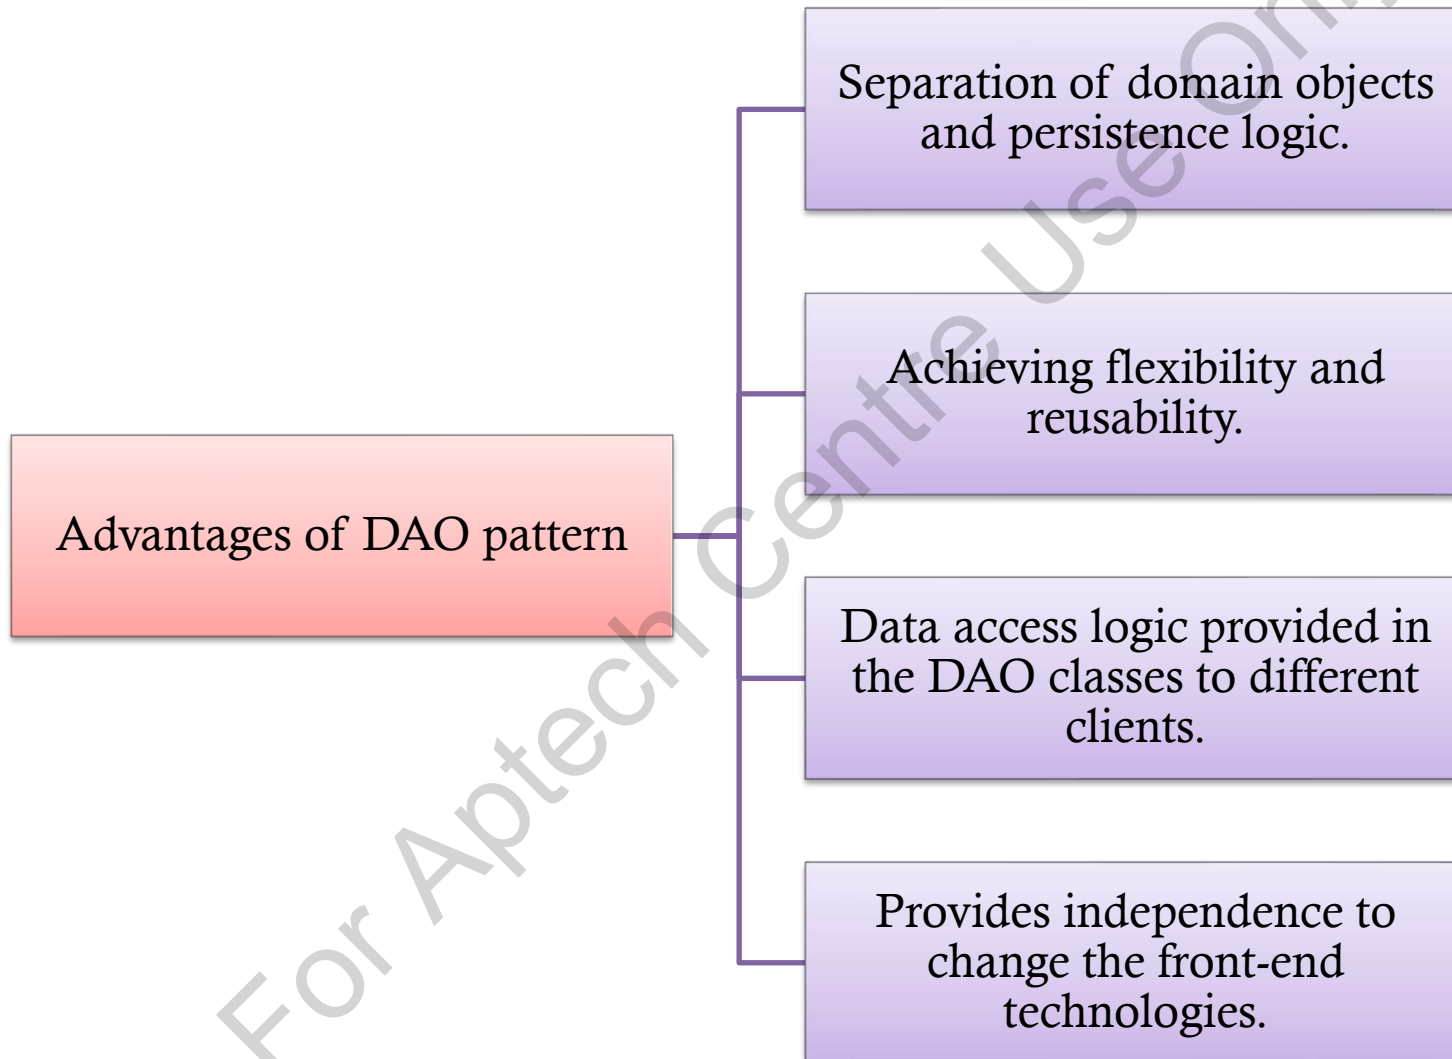 Separation of domain objects
and persistence logic.
Achieving flexibility and
reusability.
Advantages of DAO pattern
Data access logic provided in
the DAO classes to different
clients.
Provides independence to
change the front-end
technologies.
For Aptech Centre Use